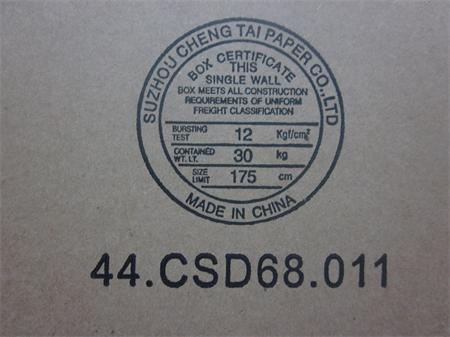 SUZHOU CHENG TAI PAPER CO.,LTD
BOX CERTIFICATE
THIS
SINGLE WALL
BOX MEETS ALL CONSTRUCTION
REQUIREMENTS OF UNIFORM
FREIGHT CLASSIFICATION
BURSTING TEST 12 Kgf/cm²
CONTAINED WT. LT. 30 kg
SIZE LIMIT 175 cm
MADE IN CHINA
44.CSD68.011